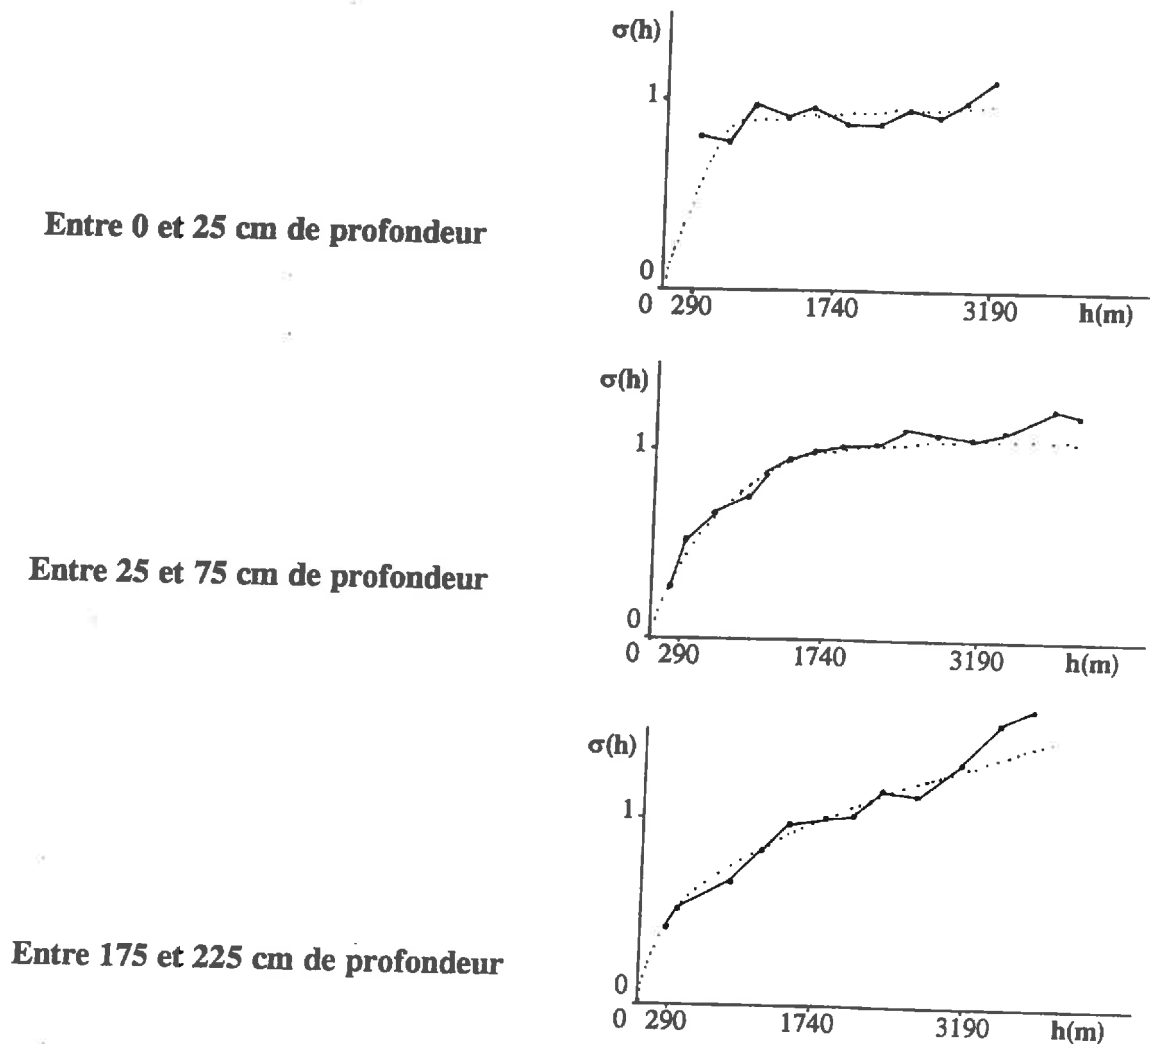 σ(h)
1
Entre 0 et 25 cm de profondeur
0
0 290 1740 3190 h(m)
σ(h)
1
Entre 25 et 75 cm de profondeur
0
0 290 1740 3190 h(m)
σ(h)
1
Entre 175 et 225 cm de profondeur
0
0 290 1740 3190 h(m)